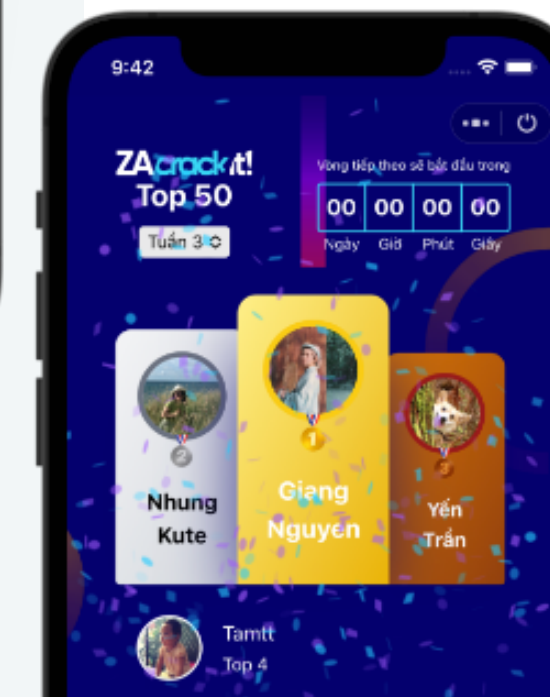 9:42
ZAcrack it!
Top 50
Tuần 3
Vòng tiếp theo sẽ bắt đầu trong
00 00 00 00
Ngày Giờ Phút Giây
2
1
3
Nhung
Kute
Giang
Nguyen
Yến
Trần
Tamtt
Top 4